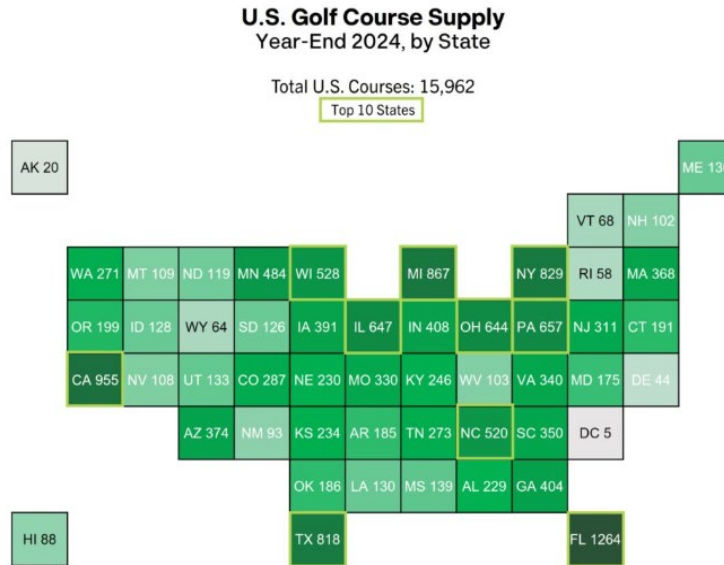 U.S. Golf Course Supply
Year-End 2024, by State
Total U.S. Courses: 15,962
Top 10 States
AK 20
VT 68 NH 102
WA 271 MT 109 ND 119 MN 484 WI 528 MI 867 NY 829 RI 58 MA 368
OR 199 ID 128 WY 64 SD 126 IA 391 IL 647 IN 408 OH 644 PA 657 NJ 311 CT 191
CA 955 NV 108 UT 133 CO 287 NE 230 MO 330 KY 246 WV 103 VA 340 MD 175 DE 44
AZ 374 NM 93 KS 234 AR 185 TN 273 NC 520 SC 350 DC 5
OK 186 LA 130 MS 139 AL 229 GA 404
HI 88 TX 818 FL 1264